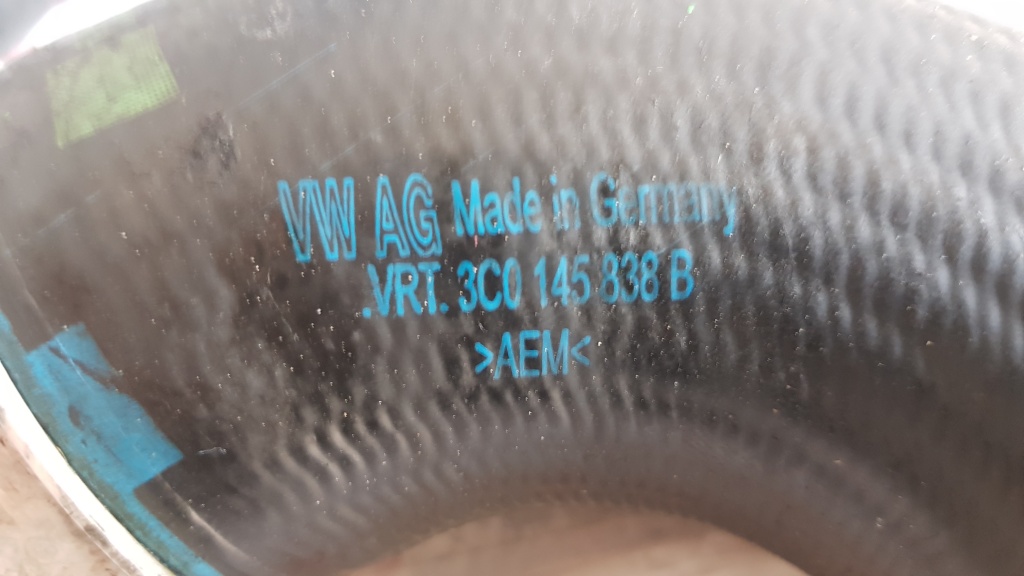 VW AG Made in Germany
.VRT. 3C0 145 838 B
>AEM<